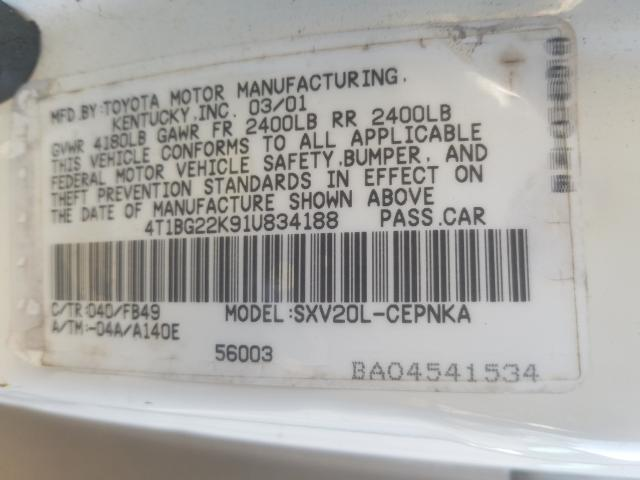 MFD.BY:TOYOTA MOTOR MANUFACTURING,
KENTUCKY,INC. 03/01
GVWR 4180LB GAWR FR 2400LB RR 2400LB
THIS VEHICLE CONFORMS TO ALL APPLICABLE
FEDERAL MOTOR VEHICLE SAFETY,BUMPER, AND
THEFT PREVENTION STANDARDS IN EFFECT ON
THE DATE OF MANUFACTURE SHOWN ABOVE
4T1BG22K91U834188 PASS.CAR
C/TR:040/FB49 MODEL:SXV20L-CEPNKA
A/TM:-04A/A140E
56003
BA04541534